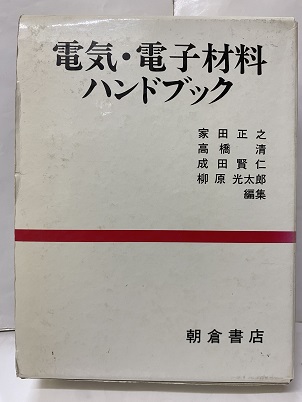 電気・電子材料
ハンドブック
家田正之
高橋清
成田賢仁
柳原光太郎
編集
朝倉書店